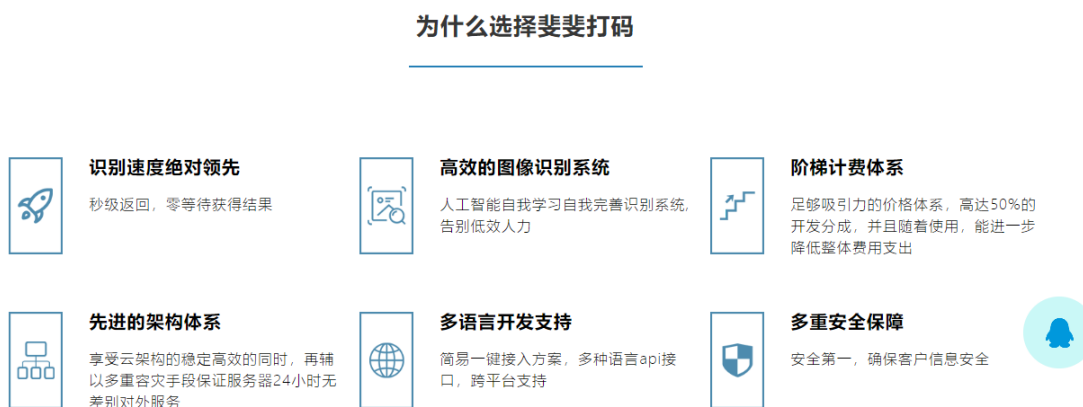 为什么选择斐斐打码
识别速度绝对领先
秒级返回，零等待获得结果
高效的图像识别系统
人工智能自我学习自我完善识别系统,
告别低效人力
阶梯计费体系
足够吸引力的价格体系，高达50%的
开发分成，并且随着使用，能进一步
降低整体费用支出
先进的架构体系
享受云架构的稳定高效的同时，再辅
以多重容灾手段保证服务器24小时无
差别对外服务
多语言开发支持
简易一键接入方案，多种语言api接
口，跨平台支持
多重安全保障
安全第一，确保客户信息安全